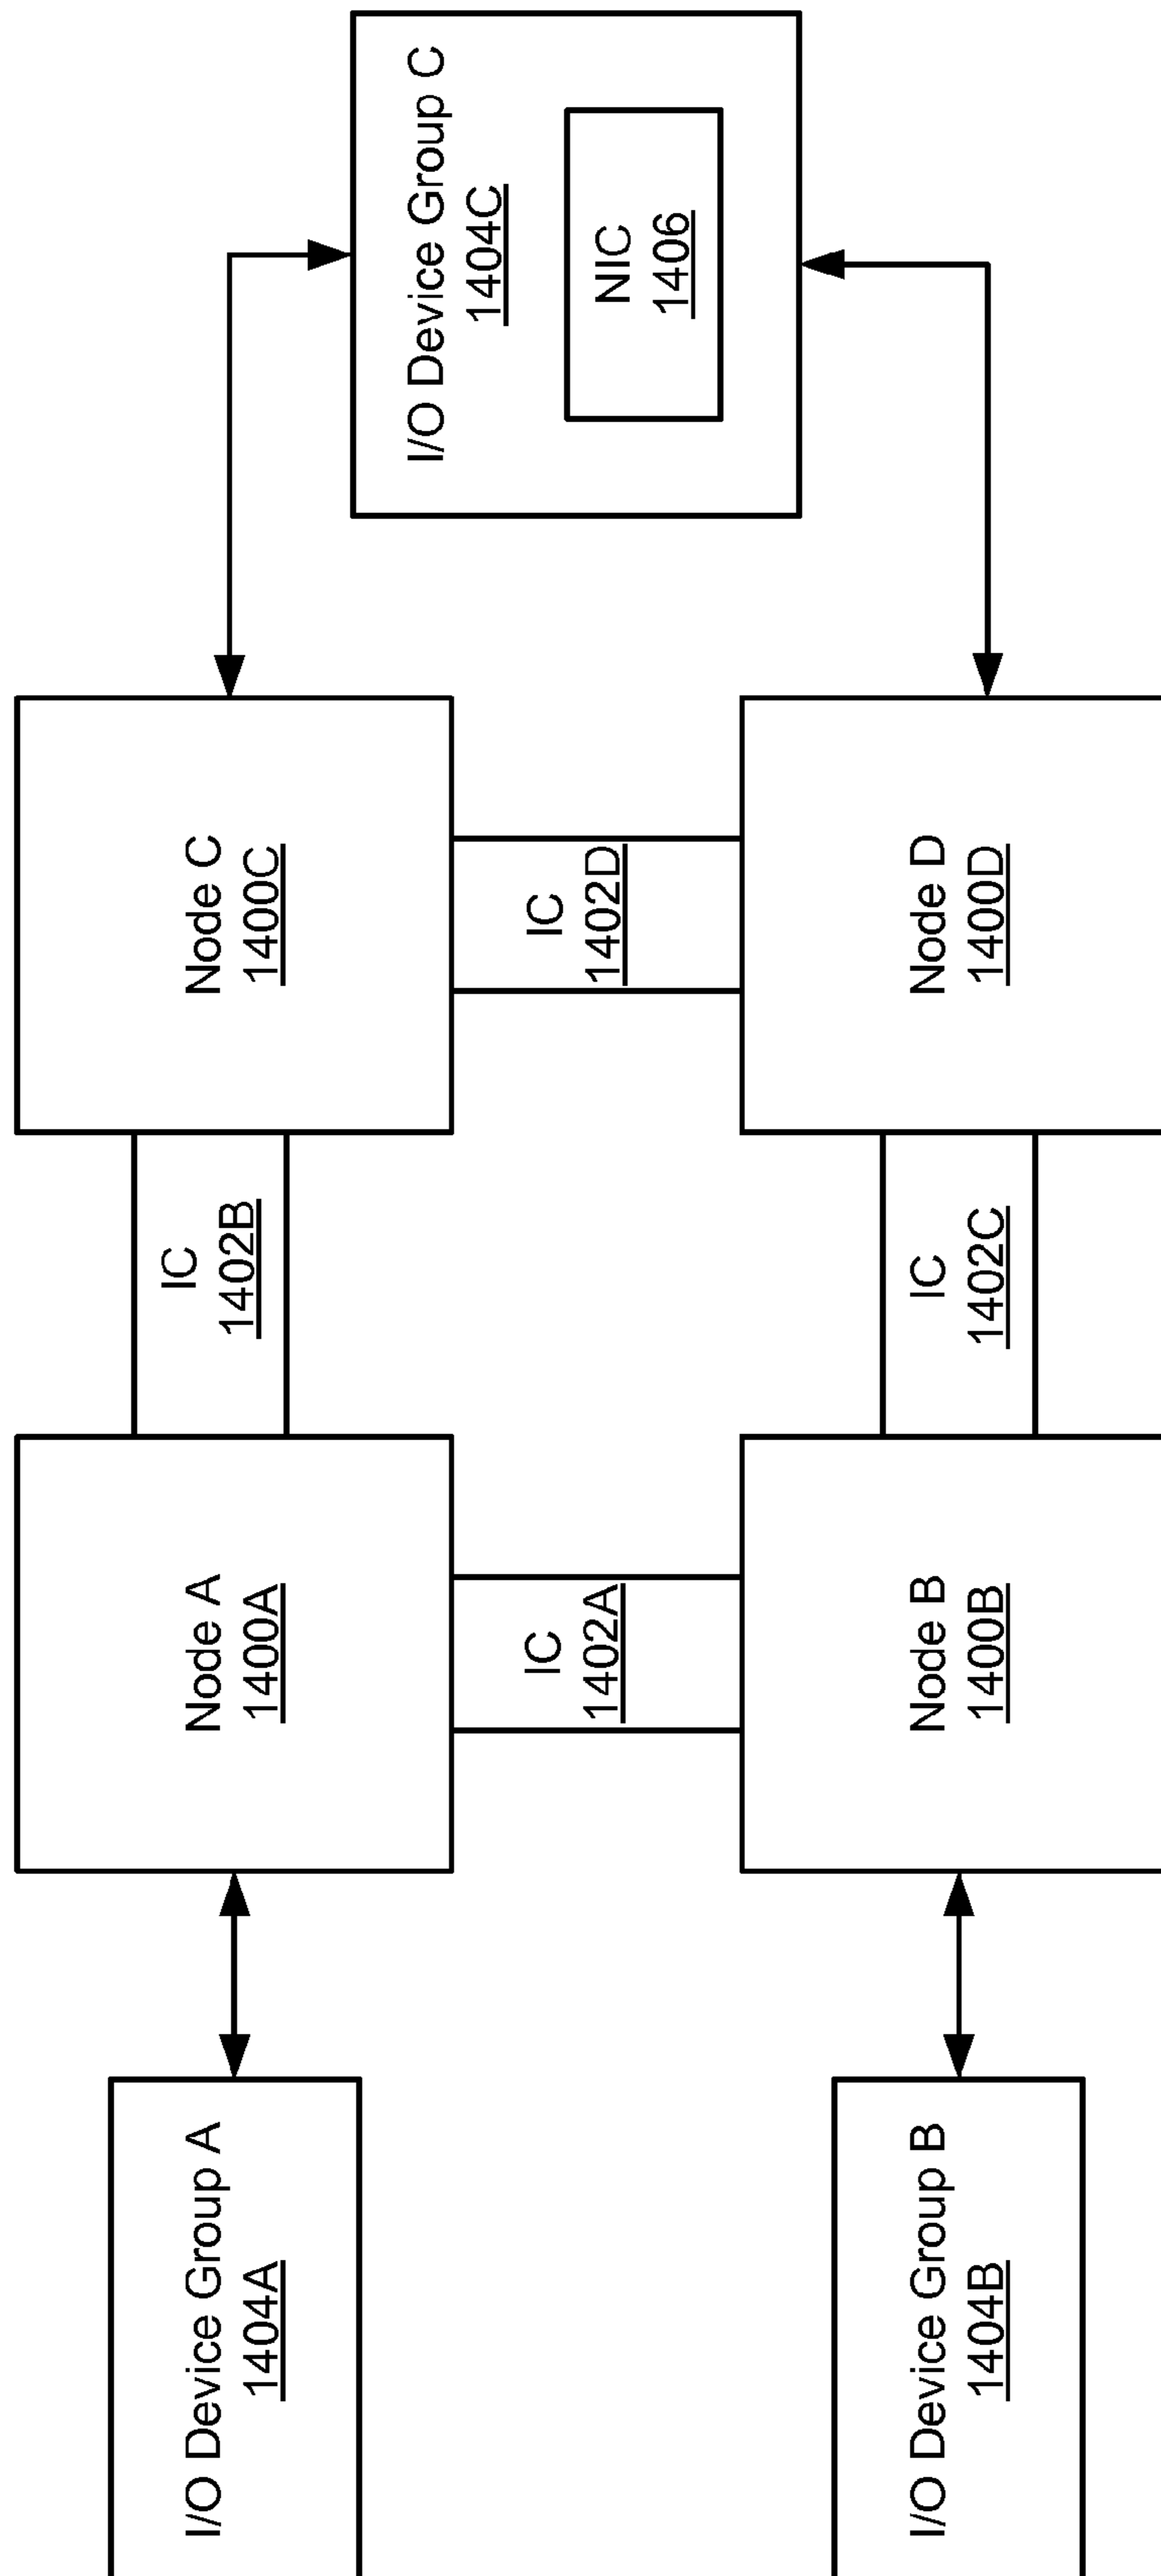 I/O Device Group A
1404A
Node A
1400A
IC
1402B
Node C
1400C
I/O Device Group C
1404C
NIC
1406
IC
1402A
IC
1402D
I/O Device Group B
1404B
Node B
1400B
IC
1402C
Node D
1400D